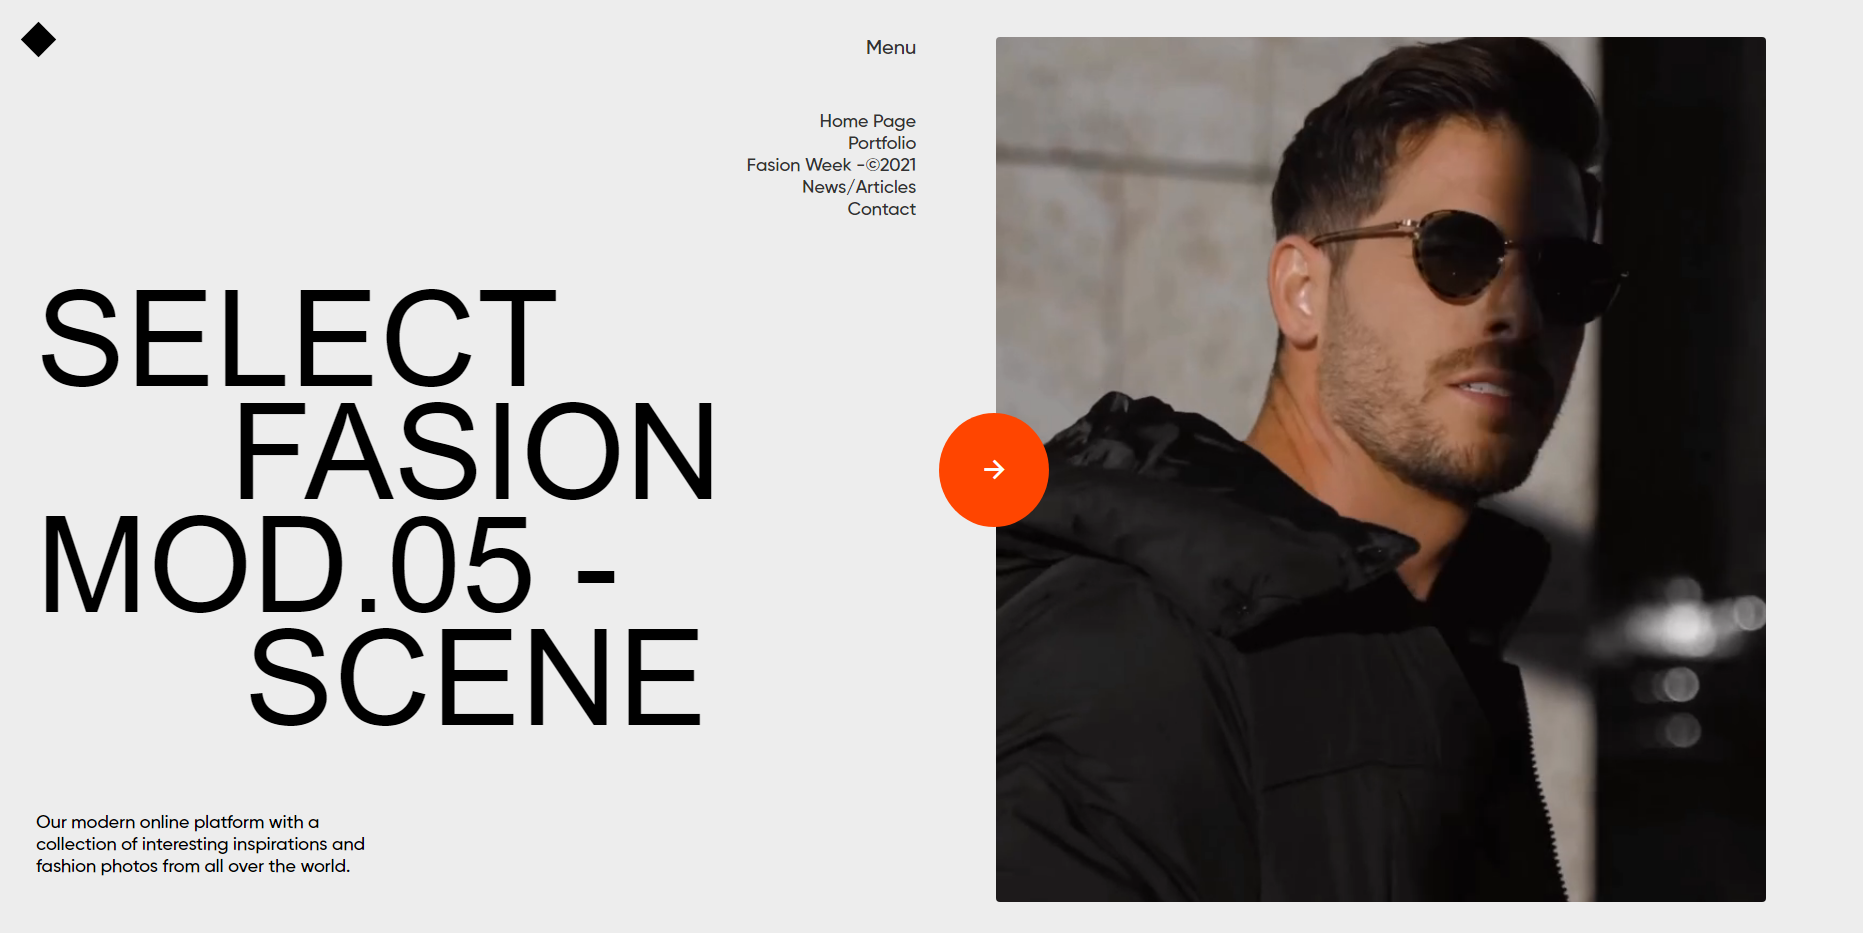 Menu
Home Page
Portfolio
Fasion Week -©2021
News/Articles
Contact
SELECT
FASION
MOD.05 -
SCENE
Our modern online platform with a
collection of interesting inspirations and
fashion photos from all over the world.